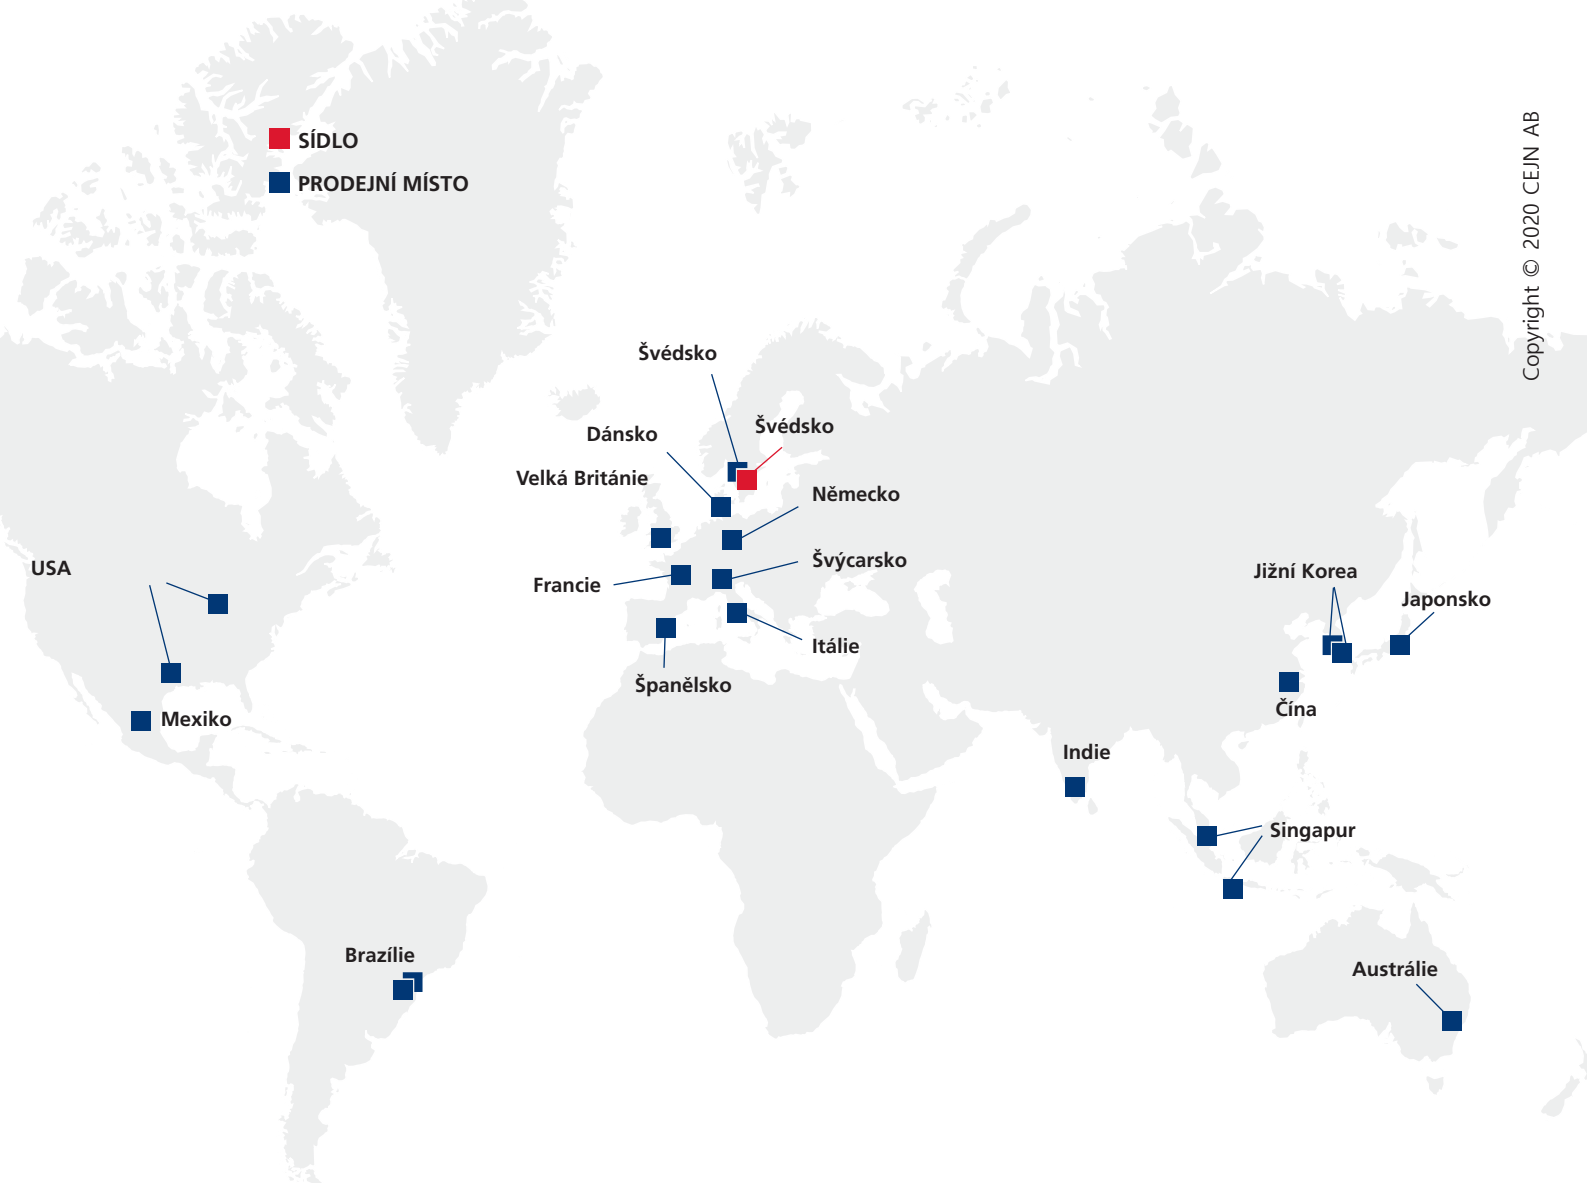 SÍDLO
PRODEJNÍ MÍSTO
Copyright © 2020 CEJN AB
Švédsko
Švédsko
Dánsko
Velká Británie
Německo
Švýcarsko
Francie
Itálie
Španělsko
USA
Mexiko
Jižní Korea
Japonsko
Čína
Indie
Singapur
Brazílie
Austrálie